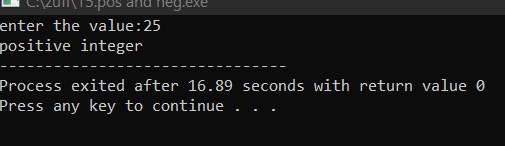 C:\zull\15.pos and neg.exe
enter the value:25
positive integer
--------------------------------
Process exited after 16.89 seconds with return value 0
Press any key to continue . . .